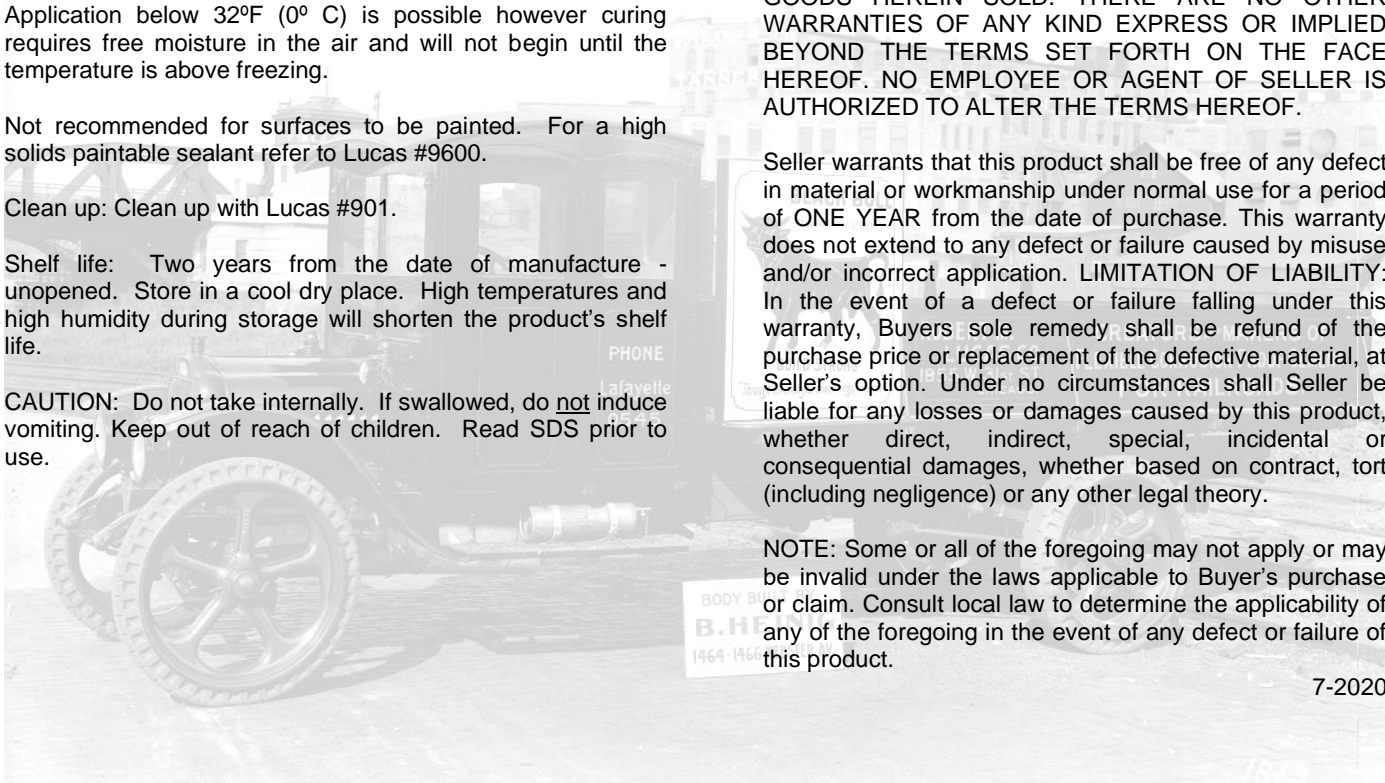 Application below 32ºF (0º C) is possible however curing
requires free moisture in the air and will not begin until the
temperature is above freezing.
Not recommended for surfaces to be painted. For a high
solids paintable sealant refer to Lucas #9600.
Clean up: Clean up with Lucas #901.
Shelf life: Two years from the date of manufacture -
unopened. Store in a cool dry place. High temperatures and
high humidity during storage will shorten the product's shelf
life.
CAUTION: Do not take internally. If swallowed, do not induce
vomiting. Keep out of reach of children. Read SDS prior to
use.
GOODS HEREIN SOLD. THERE ARE NO OTHER
WARRANTIES OF ANY KIND EXPRESS OR IMPLIED
BEYOND THE TERMS SET FORTH ON THE FACE
HEREOF. NO EMPLOYEE OR AGENT OF SELLER IS
AUTHORIZED TO ALTER THE TERMS HEREOF.
Seller warrants that this product shall be free of any defect
in material or workmanship under normal use for a period
of ONE YEAR from the date of purchase. This warranty
does not extend to any defect or failure caused by misuse
and/or incorrect application. LIMITATION OF LIABILITY:
In the event of a defect or failure falling under this
warranty, Buyers sole remedy shall be refund of the
purchase price or replacement of the defective material, at
Seller's option. Under no circumstances shall Seller be
liable for any losses or damages caused by this product,
whether direct, indirect, special, incidental or
consequential damages, whether based on contract, tort
(including negligence) or any other legal theory.
NOTE: Some or all of the foregoing may not apply or may
be invalid under the laws applicable to Buyer's purchase
or claim. Consult local law to determine the applicability of
any of the foregoing in the event of any defect or failure of
this product.
7-2020
PHONE
Lafayette
0545
BLACK BULL
BODY BUILT BY
B.HEINIG
1464-1466